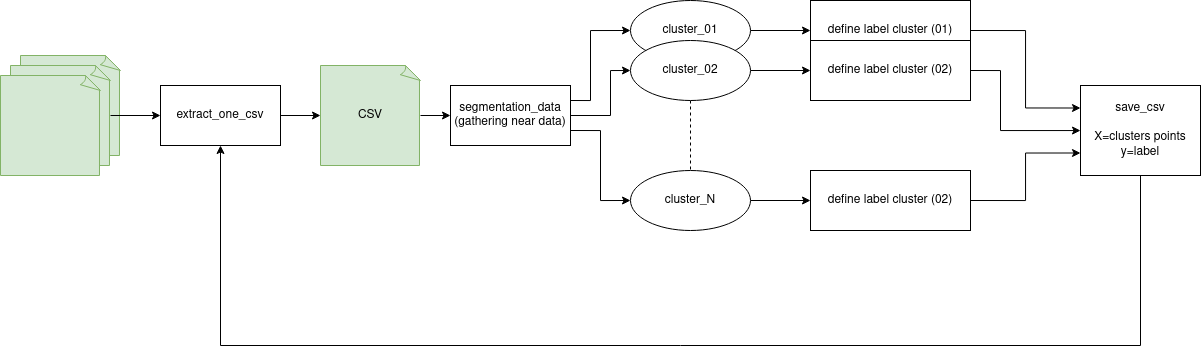 cluster_01
define label cluster (01)
cluster_02
define label cluster (02)
extract_one_csv
CSV
segmentation_data
(gathering near data)
save_csv
X=clusters points
y=label
cluster_N
define label cluster (02)